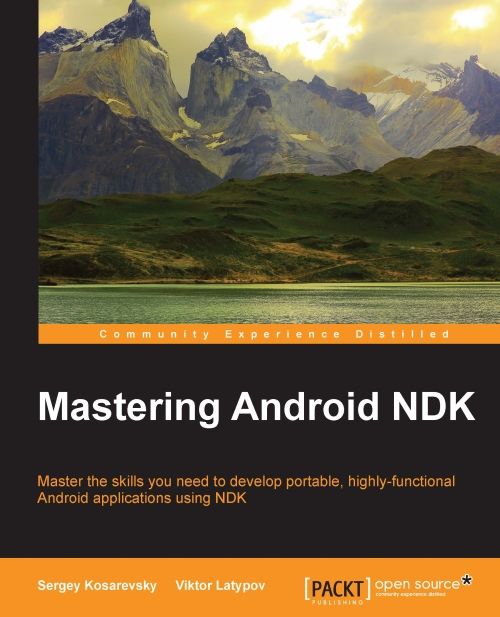 Community Experience Distilled
Mastering Android NDK
Master the skills you need to develop portable, highly-functional
Android applications using NDK
Sergey Kosarevsky Viktor Latypov
[PACKT] open source*
PUBLISHING community experience distilled